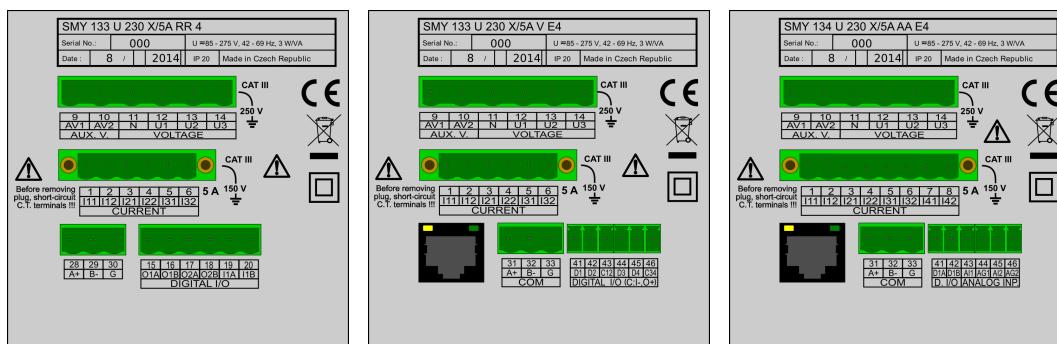 SMY 133 U 230 X/5A RR 4
Serial No.: 000 U ≂85 - 275 V, 42 - 69 Hz, 3 W/VA
Date : 8 / 2014 IP 20 Made in Czech Republic
CAT III
250 V
9 10 11 12 13 14
AV1 AV2 N U1 U2 U3
AUX. V. VOLTAGE
CAT III
150 V
Before removing
plug, short-circuit
C.T. terminals !!!
1 2 3 4 5 6 5 A
I11 I12 I21 I22 I31 I32
CURRENT
28 29 30
A+ B- G
15 16 17 18 19 20
O1A O1B O2A O2B I1A I1B
DIGITAL I/O
SMY 133 U 230 X/5A V E4
Serial No.: 000 U ≂85 - 275 V, 42 - 69 Hz, 3 W/VA
Date : 8 / 2014 IP 20 Made in Czech Republic
CAT III
250 V
9 10 11 12 13 14
AV1 AV2 N U1 U2 U3
AUX. V. VOLTAGE
CAT III
150 V
Before removing
plug, short-circuit
C.T. terminals !!!
1 2 3 4 5 6 5 A
I11 I12 I21 I22 I31 I32
CURRENT
31 32 33
A+ B- G
COM
41 42 43 44 45 46
D1 D2 C12 D3 D4 C34
DIGITAL I/O (C:I-,O+)
SMY 134 U 230 X/5A AA E4
Serial No.: 000 U ≂85 - 275 V, 42 - 69 Hz, 3 W/VA
Date : 8 / 2014 IP 20 Made in Czech Republic
CAT III
250 V
9 10 11 12 13 14
AV1 AV2 N U1 U2 U3
AUX. V. VOLTAGE
CAT III
150 V
Before removing
plug, short-circuit
C.T. terminals !!!
1 2 3 4 5 6 7 8 5 A
I11 I12 I21 I22 I31 I32 I41 I42
CURRENT
31 32 33
A+ B- G
COM
41 42 43 44 45 46
D1A D1B AI1 AG1 AI2 AG2
D. I/O ANALOG INP.